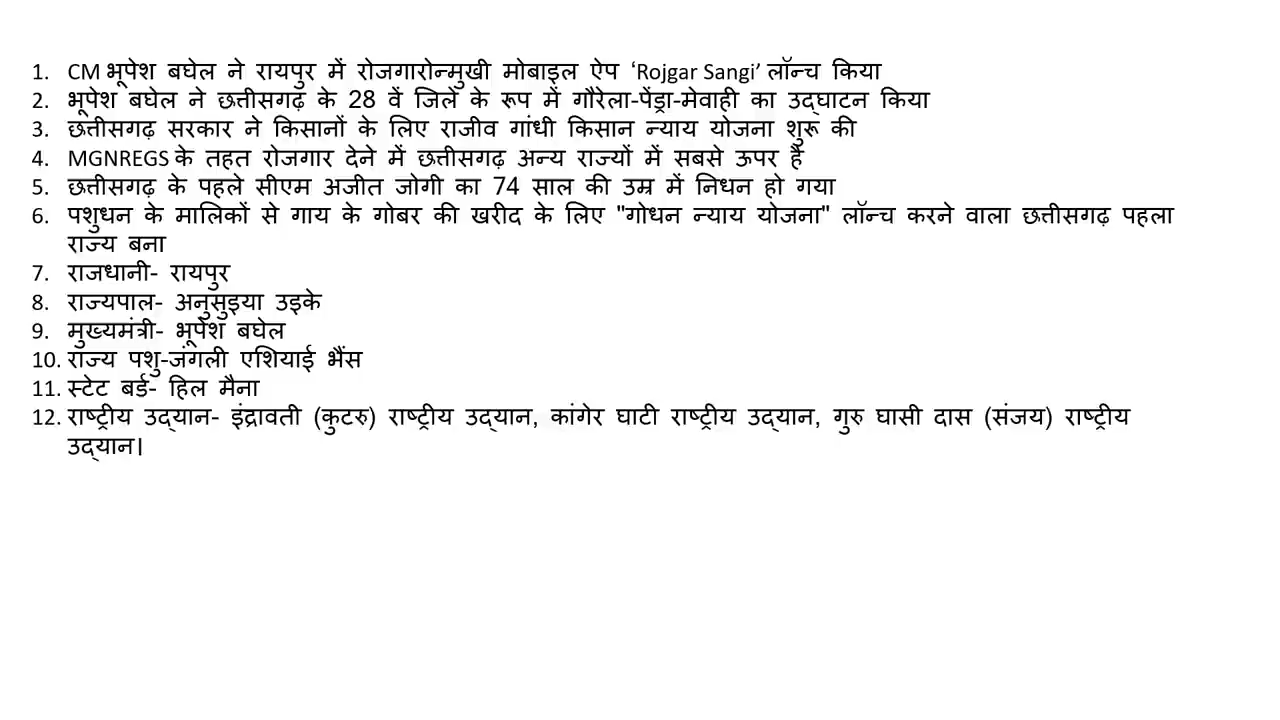 1. CM भूपेश बघेल ने रायपुर में रोजगारोन्मुखी मोबाइल ऐप ‘Rojgar Sangi’ लॉन्च किया
2. भूपेश बघेल ने छत्तीसगढ़ के 28 वें जिले के रूप में गौरेला-पेंड्रा-मेवाही का उद्घाटन किया
3. छत्तीसगढ़ सरकार ने किसानों के लिए राजीव गांधी किसान न्याय योजना शुरू की
4. MGNREGS के तहत रोजगार देने में छत्तीसगढ़ अन्य राज्यों में सबसे ऊपर है
5. छत्तीसगढ़ के पहले सीएम अजीत जोगी का 74 साल की उम्र में निधन हो गया
6. पशुधन के मालिकों से गाय के गोबर की खरीद के लिए "गोधन न्याय योजना" लॉन्च करने वाला छत्तीसगढ़ पहला
राज्य बना
7. राजधानी- रायपुर
8. राज्यपाल- अनुसुइया उइके
9. मुख्यमंत्री- भूपेश बघेल
10. राज्य पशु-जंगली एशियाई भैंस
11. स्टेट बर्ड- हिल मैना
12. राष्ट्रीय उद्यान- इंद्रावती (कुटरु) राष्ट्रीय उद्यान, कांगेर घाटी राष्ट्रीय उद्यान, गुरु घासी दास (संजय) राष्ट्रीय
उद्यान।